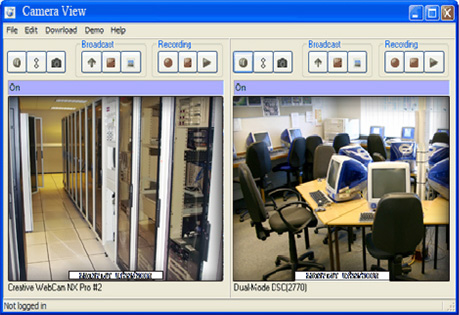 Camera View
File Edit Download Demo Help
Broadcast Recording Broadcast Recording
On On
Creative WebCam NX Pro #2 Dual-Mode DSC(2770)
Not logged in